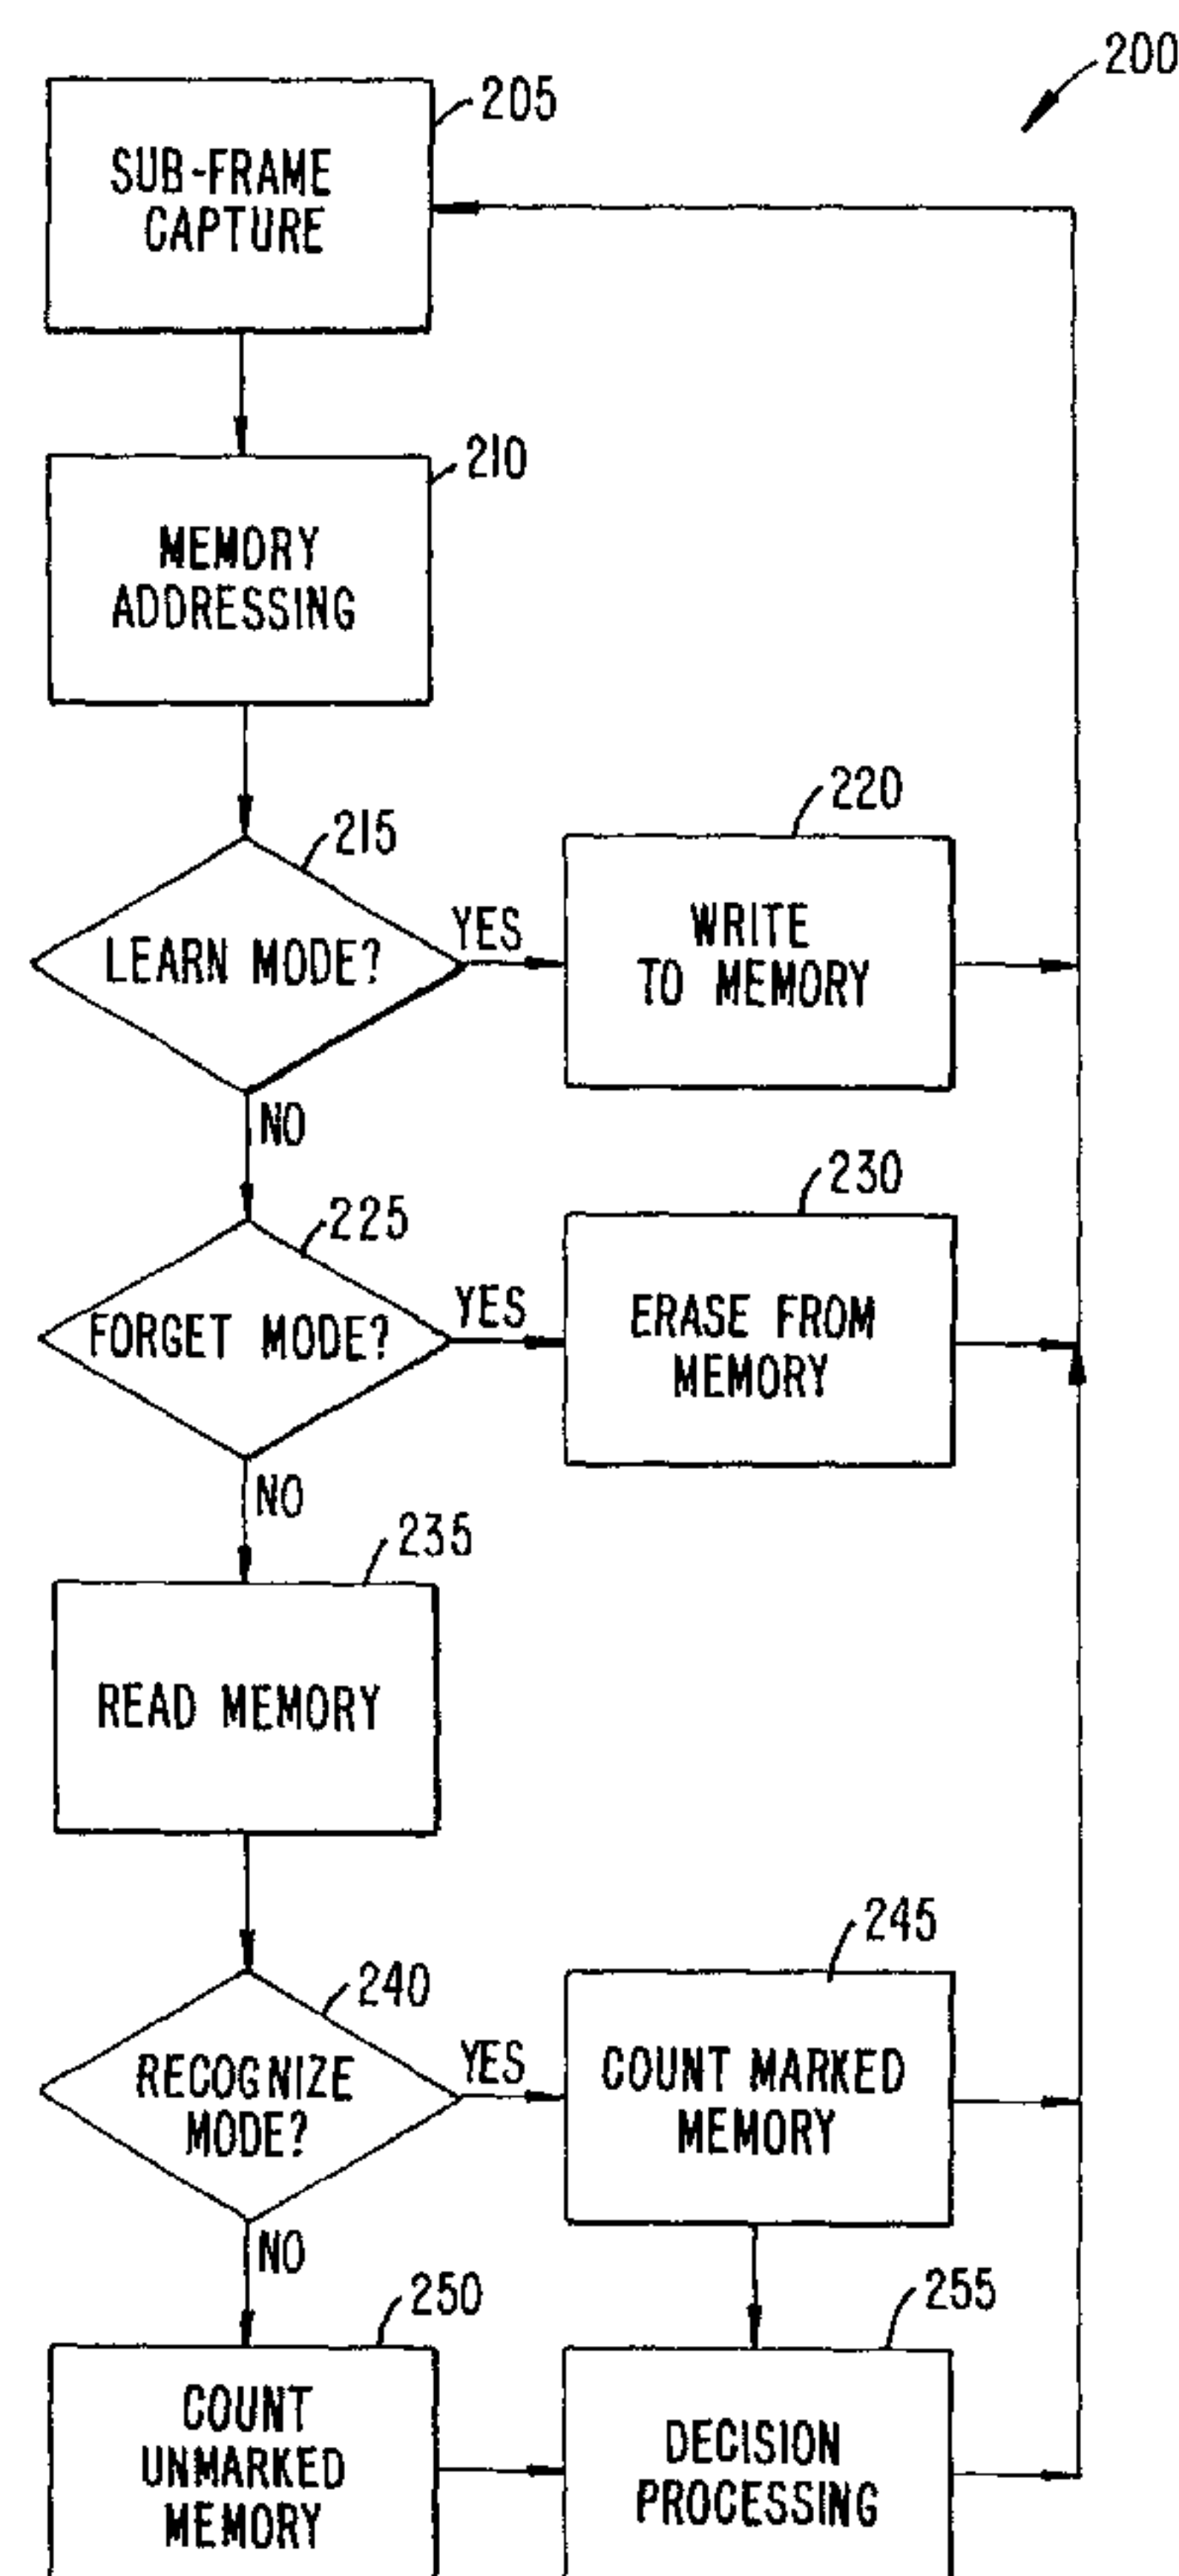 200
205
SUB-FRAME
CAPTURE
210
MEMORY
ADDRESSING
215
LEARN MODE?
YES
220
WRITE
TO MEMORY
NO
225
FORGET MODE?
YES
230
ERASE FROM
MEMORY
NO
235
READ MEMORY
240
RECOGNIZE
MODE?
YES
245
COUNT MARKED
MEMORY
NO
250
COUNT
UNMARKED
MEMORY
255
DECISION
PROCESSING